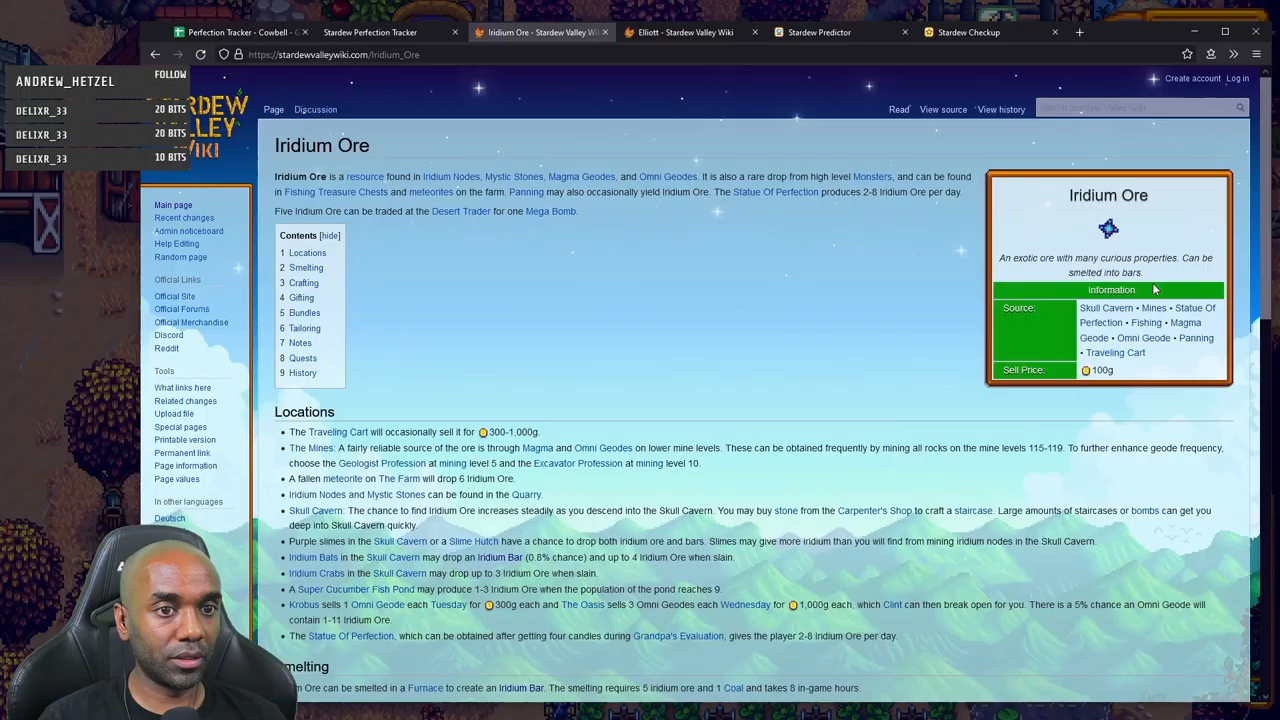 Perfection Tracker - Cowbell - G
Stardew Perfection Tracker
Iridium Ore - Stardew Valley Wi
Elliott - Stardew Valley Wiki
Stardew Predictor
Stardew Checkup
https://stardewvalleywiki.com/Iridium_Ore
ANDREW_HETZEL FOLLOW
DELIXR_33 20 BITS
DELIXR_33 20 BITS
DELIXR_33 10 BITS
Create account Log in
Page Discussion
Read View source View history
Iridium Ore
Iridium Ore is a resource found in Iridium Nodes, Mystic Stones, Magma Geodes, and Omni Geodes. It is also a rare drop from high level Monsters, and can be found
in Fishing Treasure Chests and meteorites on the farm. Panning may also occasionally yield Iridium Ore. The Statue Of Perfection produces 2-8 Iridium Ore per day.
Five Iridium Ore can be traded at the Desert Trader for one Mega Bomb.
Contents [hide]
1 Locations
2 Smelting
3 Crafting
4 Gifting
5 Bundles
6 Tailoring
7 Notes
8 Quests
9 History
Iridium Ore
An exotic ore with many curious properties. Can be
smelted into bars.
Information
Source: Skull Cavern • Mines • Statue Of
Perfection • Fishing • Magma
Geode • Omni Geode • Panning
• Traveling Cart
Sell Price: 100g
Main page
Recent changes
Admin noticeboard
Help Editing
Random page
Official Links
Official Site
Official Forums
Official Merchandise
Discord
Reddit
Tools
What links here
Related changes
Upload file
Special pages
Printable version
Permanent link
Page information
Page values
In other languages
Deutsch
Locations
• The Traveling Cart will occasionally sell it for 300-1,000g.
• The Mines: A fairly reliable source of the ore is through Magma and Omni Geodes on lower mine levels. These can be obtained frequently by mining all rocks on the mine levels 115-119. To further enhance geode frequency,
choose the Geologist Profession at mining level 5 and the Excavator Profession at mining level 10.
• A fallen meteorite on The Farm will drop 6 Iridium Ore.
• Iridium Nodes and Mystic Stones can be found in the Quarry.
• Skull Cavern: The chance to find Iridium Ore increases steadily as you descend into the Skull Cavern. You may buy stone from the Carpenter's Shop to craft a staircase. Large amounts of staircases or bombs can get you
deep into Skull Cavern quickly.
• Purple slimes in the Skull Cavern or a Slime Hutch have a chance to drop both iridium ore and bars. Slimes may give more iridium than you will find from mining iridium nodes in the Skull Cavern.
• Iridium Bats in the Skull Cavern may drop an Iridium Bar (0.8% chance) and up to 4 Iridium Ore when slain.
• Iridium Crabs in the Skull Cavern may drop up to 3 Iridium Ore when slain.
• A Super Cucumber Fish Pond may produce 1-3 Iridium Ore when the population of the pond reaches 9.
• Krobus sells 1 Omni Geode each Tuesday for 300g each and The Oasis sells 3 Omni Geodes each Wednesday for 1,000g each, which Clint can then break open for you. There is a 5% chance an Omni Geode will
contain 1-11 Iridium Ore.
• The Statue Of Perfection, which can be obtained after getting four candles during Grandpa's Evaluation, gives the player 2-8 Iridium Ore per day.
melting
m Ore can be smelted in a Furnace to create an Iridium Bar. The smelting requires 5 iridium ore and 1 Coal and takes 8 in-game hours.